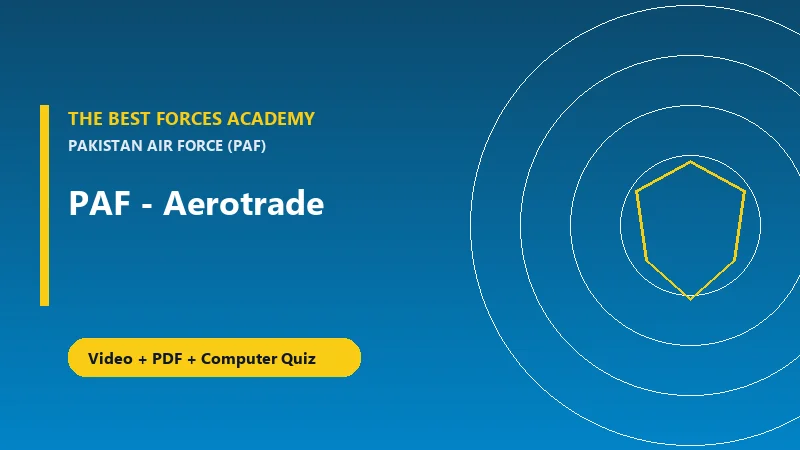 THE BEST FORCES ACADEMY
PAKISTAN AIR FORCE (PAF)
PAF - Aerotrade
Video + PDF + Computer Quiz